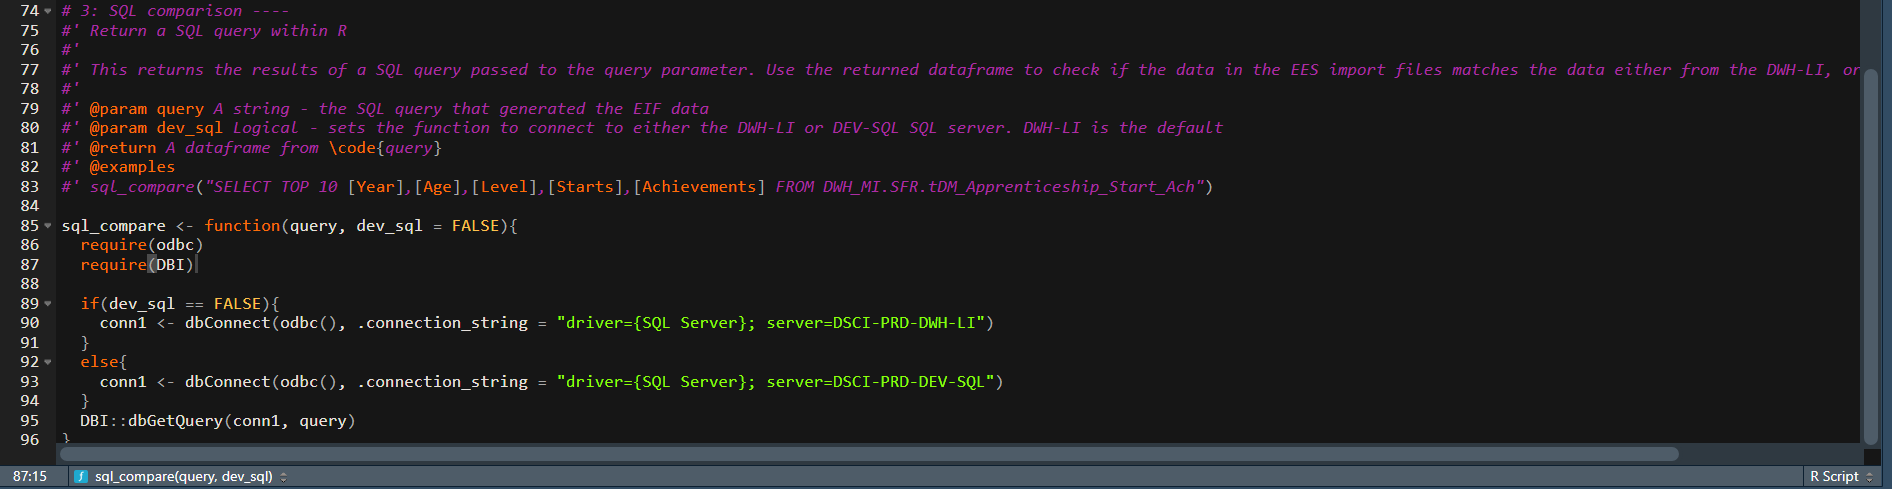 74 # 3: SQL comparison ----
75 #' Return a SQL query within R
76 #'
77 #' This returns the results of a SQL query passed to the query parameter. Use the returned dataframe to check if the data in the EES import files matches the data either from the DWH-LI, or
78 #'
79 #' @param query A string - the SQL query that generated the EIF data
80 #' @param dev_sql Logical - sets the function to connect to either the DWH-LI or DEV-SQL SQL server. DWH-LI is the default
81 #' @return A dataframe from \code{query}
82 #' @examples
83 #' sql_compare("SELECT TOP 10 [Year],[Age],[Level],[Starts],[Achievements] FROM DWH_MI.SFR.tDM_Apprenticeship_Start_Ach")
84
85 sql_compare <- function(query, dev_sql = FALSE){
86   require(odbc)
87   require(DBI)
88
89   if(dev_sql == FALSE){
90     conn1 <- dbConnect(odbc(), .connection_string = "driver={SQL Server}; server=DSCI-PRD-DWH-LI")
91   }
92   else{
93     conn1 <- dbConnect(odbc(), .connection_string = "driver={SQL Server}; server=DSCI-PRD-DEV-SQL")
94   }
95   DBI::dbGetQuery(conn1, query)
96 }
87:15 sql_compare(query, dev_sql) R Script